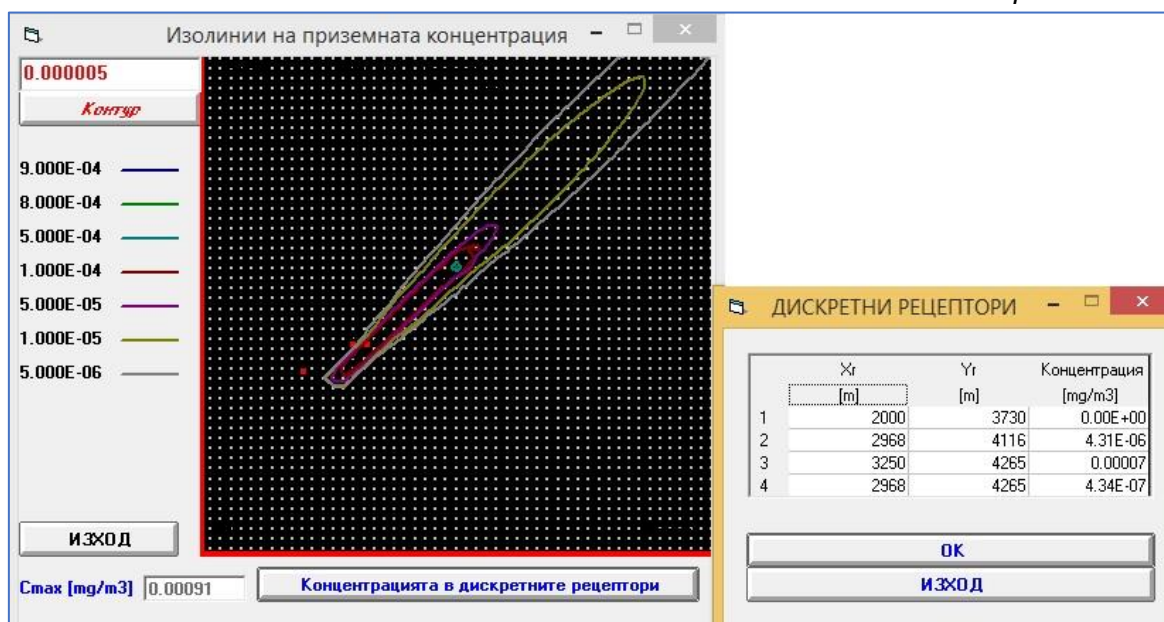 Изолинии на приземната концентрация
0.000005
Контур
9.000E-04
8.000E-04
5.000E-04
1.000E-04
5.000E-05
1.000E-05
5.000E-06
ИЗХОД
Cmax [mg/m3] 0.00091 Концентрацията в дискретните рецептори
ДИСКРЕТНИ РЕЦЕПТОРИ
Xr Yr Концентрация
[m] [m] [mg/m3]
1 2000 3730 0.00E+00
2 2968 4116 4.31E-06
3 3250 4265 0.00007
4 2968 4265 4.34E-07
OK
ИЗХОД